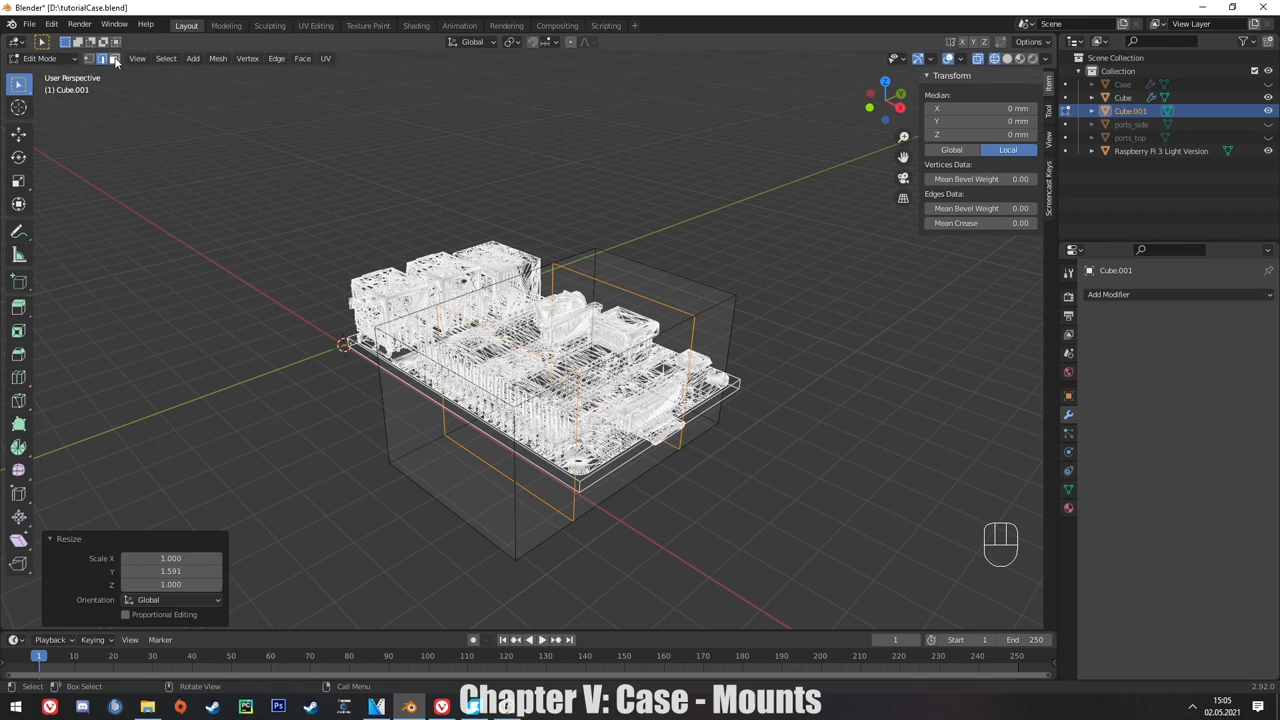 Blender* [D:\tutorialCase.blend]
File Edit Render Window Help Layout Modeling Sculpting UV Editing Texture Paint Shading Animation Rendering Compositing Scripting + Scene View Layer
Global X Y Z Options
Edit Mode View Select Add Mesh Vertex Edge Face UV
User Perspective
(1) Cube.001
Z
Y
X
Transform
Median:
X 0 mm
Y 0 mm
Z 0 mm
Global Local
Vertices Data:
Mean Bevel Weight 0.00
Edges Data:
Mean Bevel Weight 0.00
Mean Crease 0.00
Item
Tool
View
Screencast Keys
Scene Collection
Collection
Case
Cube
Cube.001
ports_side
ports_top
Raspberry Pi 3 Light Version
Cube.001
Add Modifier
Resize
Scale X 1.000
Y 1.591
Z 1.000
Orientation Global
Proportional Editing
Playback Keying View Marker 1 Start 1 End 250
1 10 20 30 40 50 60 70 80 90 100 110 120 130 140 150 160 170 180 190 200 210 220 230 240 250
Select Box Select Rotate View Call Menu 2.92.0
Chapter V: Case - Mounts
15:05
02.05.2021